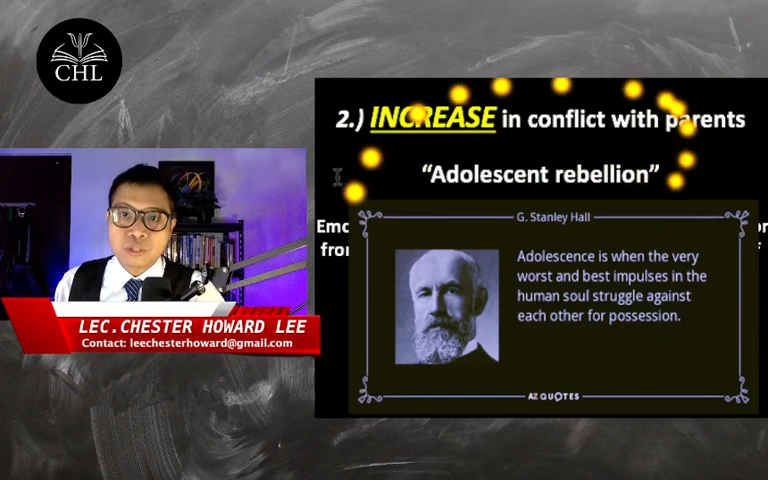 CHL
2.) INCREASE in conflict with parents
"Adolescent rebellion"
Emo
from
G. Stanley Hall
Adolescence is when the very
worst and best impulses in the
human soul struggle against
each other for possession.
AZ QUOTES
LEC.CHESTER HOWARD LEE
Contact: leechesterhoward@gmail.com